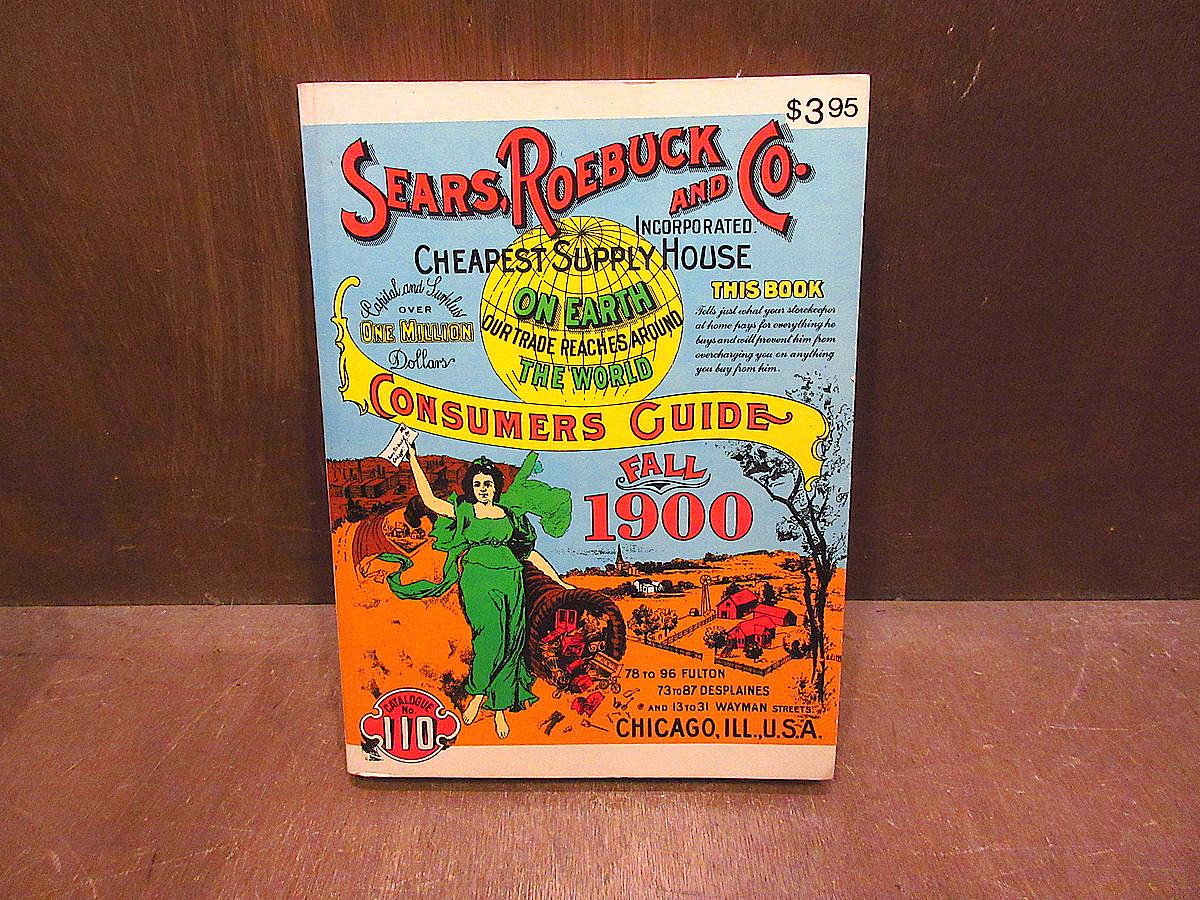 $3.95
SEARS, ROEBUCK AND CO.
INCORPORATED.
CHEAPEST SUPPLY HOUSE
ON EARTH
OUR TRADE REACHES AROUND
THE WORLD
Capital and Surplus
OVER
ONE MILLION
Dollars
THIS BOOK
Tells just what your storekeeper
at home pays for everything he
buys and will prevent him from
overcharging you on anything
you buy from him.
CONSUMERS GUIDE
FALL
1900
78 TO 96 FULTON
73 TO 87 DESPLAINES
AND 13 TO 31 WAYMAN STREETS.
CHICAGO, ILL., U.S.A.
CATALOGUE
No.
110